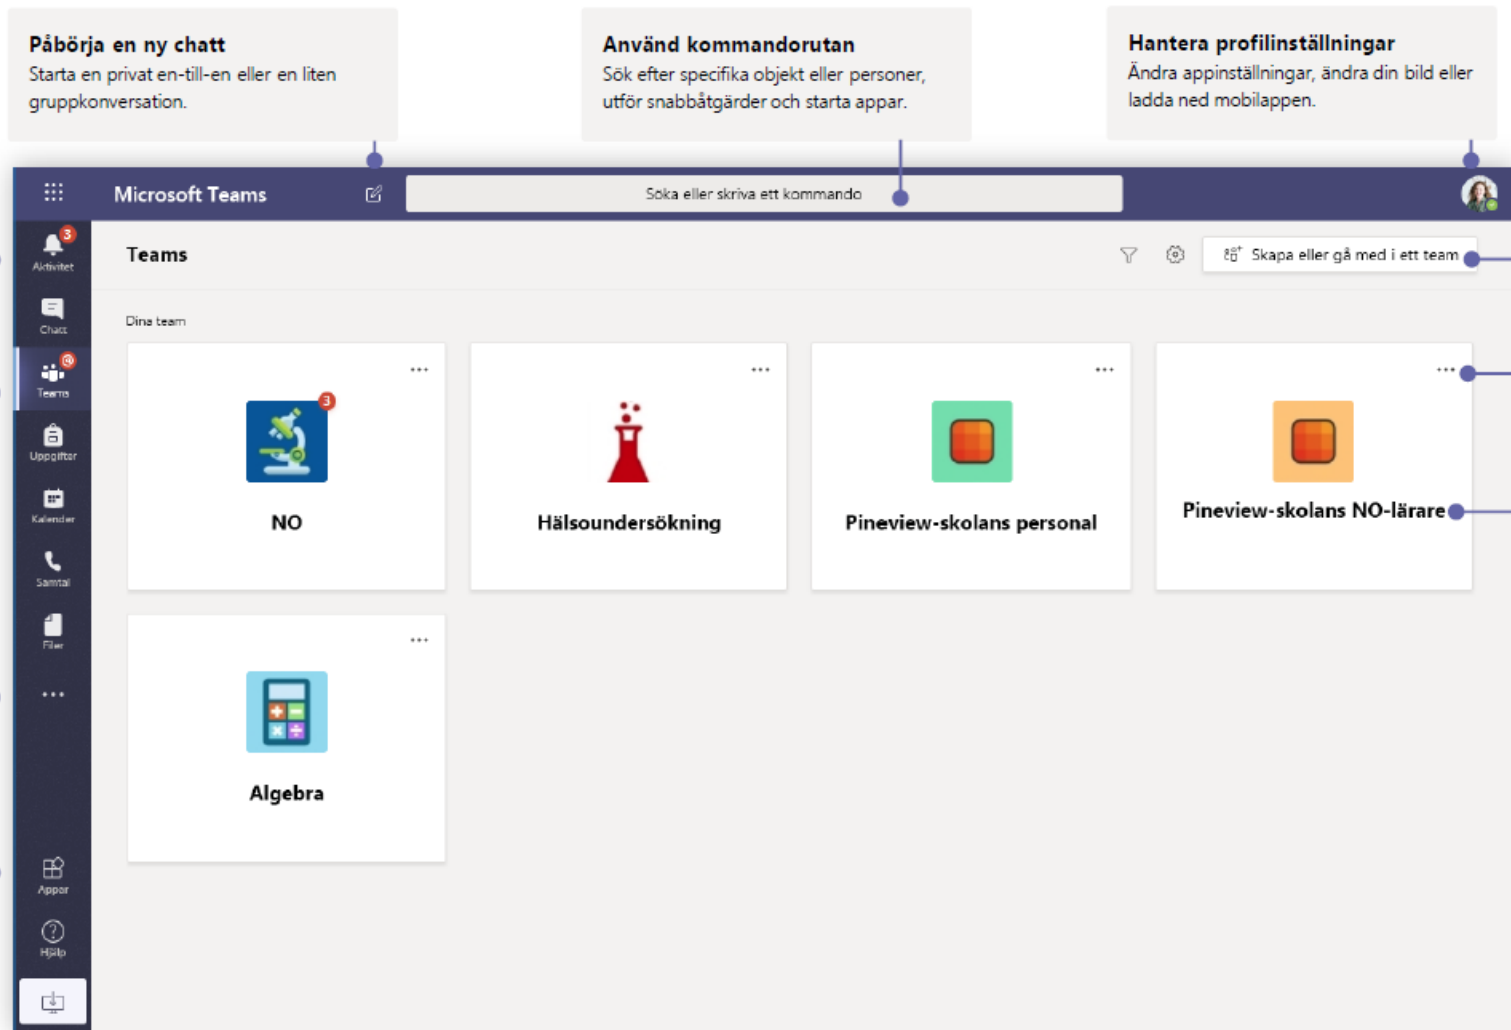 Påbörja en ny chatt
Starta en privat en-till-en eller en liten
gruppkonversation.
Använd kommandorutan
Sök efter specifika objekt eller personer,
utför snabbåtgärder och starta appar.
Hantera profilinställningar
Ändra appinställningar, ändra din bild eller
ladda ned mobilappen.
Microsoft Teams
Söka eller skriva ett kommando
3
Aktivitet
Chatt
@
Teams
Uppgifter
Kalender
Samtal
Filer
Appar
Hjälp
Teams
Skapa eller gå med i ett team
Dina team
3
NO
Hälsoundersökning
Pineview-skolans personal
Pineview-skolans NO-lärare
Algebra